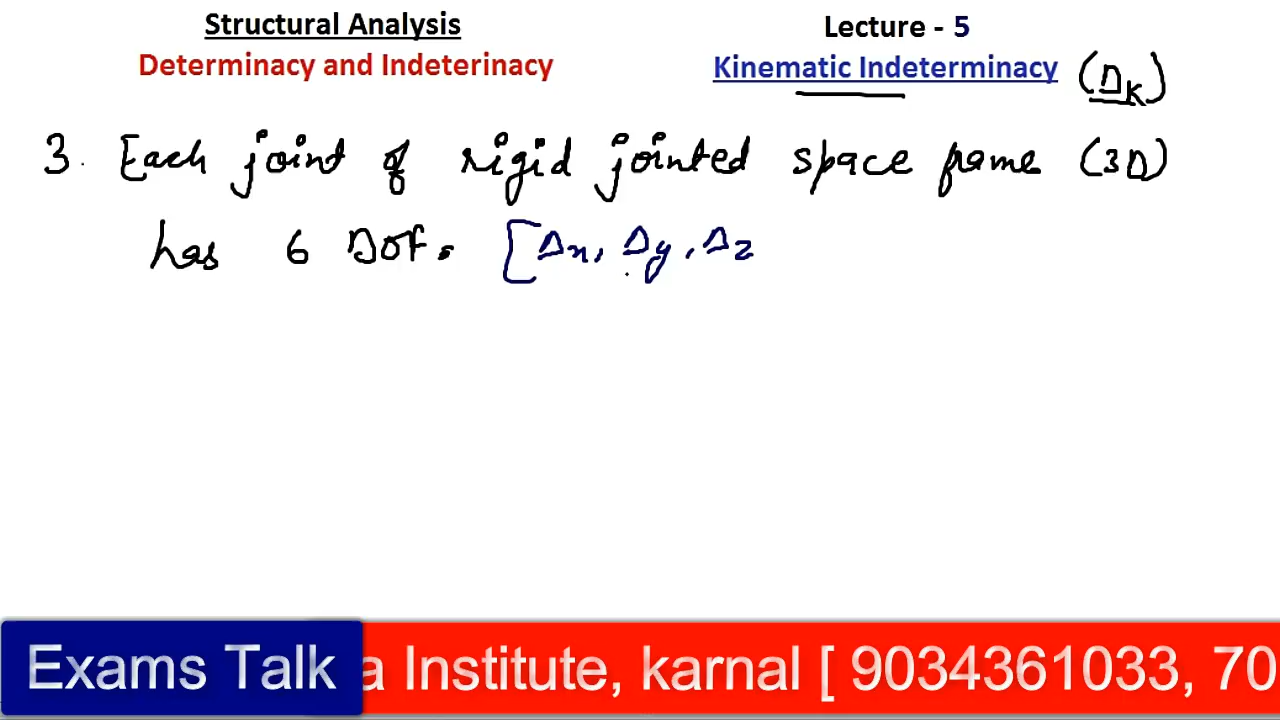 Structural Analysis
Lecture - 5
Determinacy and Indeterinacy
Kinematic Indeterminacy (Dk)
3. Each joint of rigid jointed space frame (3D)
has 6 DOF. [Δx, Δy, Δz
Exams Talk a Institute, karnal [ 9034361033, 70